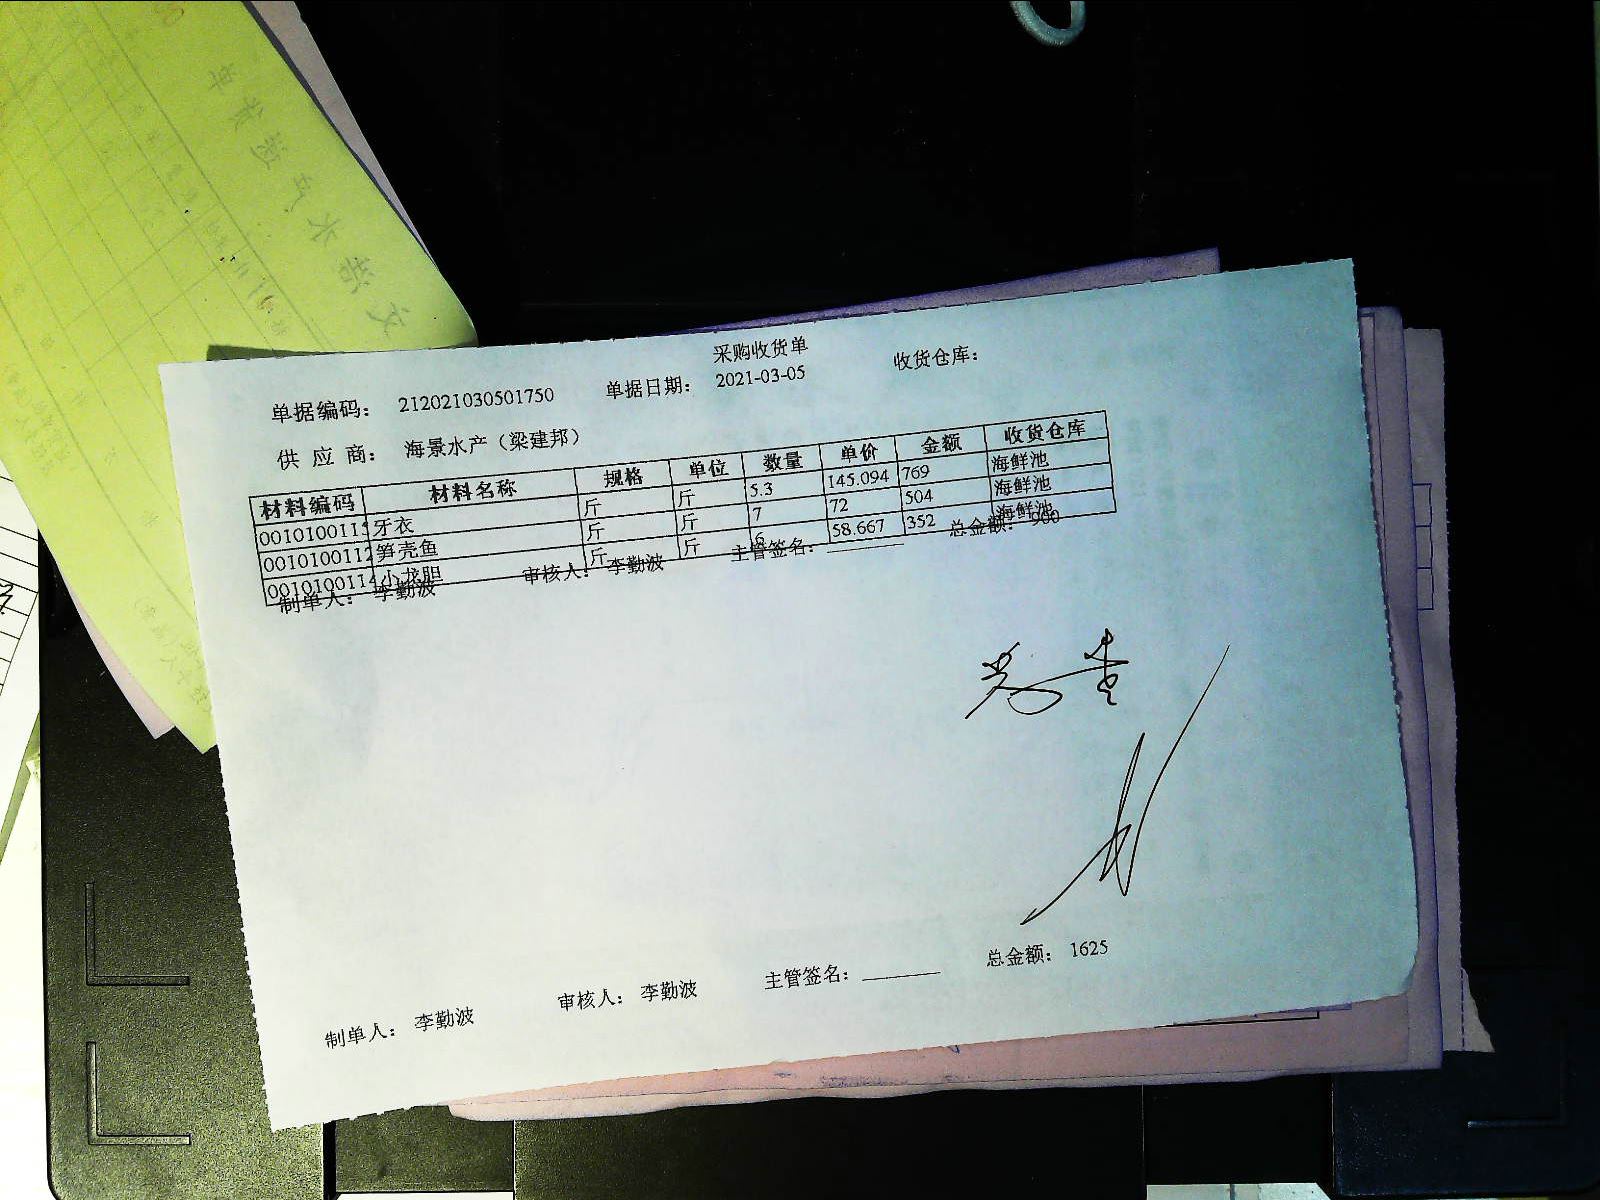 采购收货单
单据编码： 212021030501750 单据日期： 2021-03-05 收货仓库：
供 应 商： 海景水产（梁建邦）
材料编码 材料名称 规格 单位 数量 单价 金额 收货仓库
0010100115 牙衣 斤 斤 5.3 145.094 769 海鲜池
0010100112 笋壳鱼 斤 斤 7 72 504 海鲜池
0010100114 小龙胆 斤 斤 6 58.667 352 海鲜池
制单人： 李勤波 审核人： 李勤波 主管签名： 总金额： 900
制单人： 李勤波 审核人： 李勤波 主管签名： 总金额： 1625